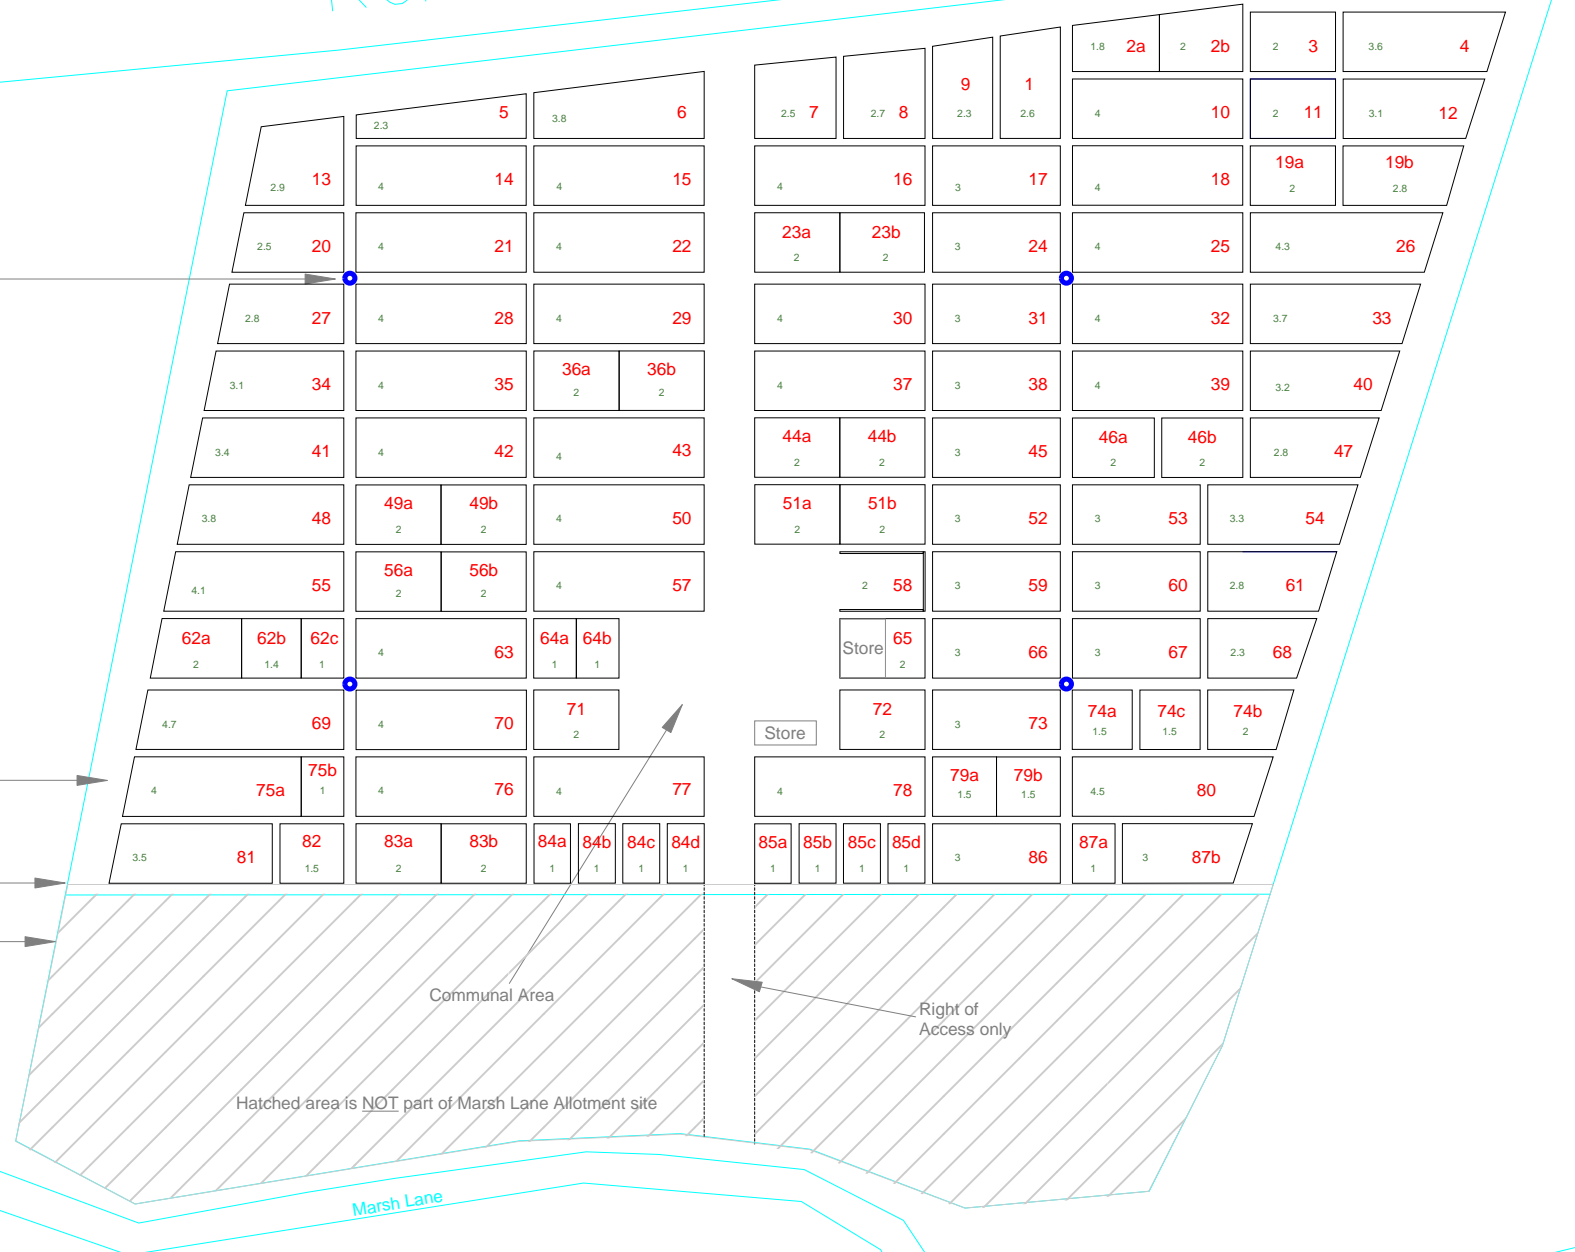 1.8 2a 2 2b 2 3 3.6 4
2.3 5 3.8 6 2.5 7 2.7 8 9 2.3 1 2.6 4 10 2 11 3.1 12
2.9 13 4 14 4 15 4 16 3 17 4 18 19a 2 19b 2.8
2.5 20 4 21 4 22 23a 2 23b 2 3 24 4 25 4.3 26
2.8 27 4 28 4 29 4 30 3 31 4 32 3.7 33
3.1 34 4 35 36a 2 36b 2 4 37 3 38 4 39 3.2 40
3.4 41 4 42 4 43 44a 2 44b 2 3 45 46a 2 46b 2 2.8 47
3.8 48 49a 2 49b 2 4 50 51a 2 51b 2 3 52 3 53 3.3 54
4.1 55 56a 2 56b 2 4 57 2 58 3 59 3 60 2.8 61
62a 2 62b 1.4 62c 1 4 63 64a 1 64b 1 Store 65 2 3 66 3 67 2.3 68
4.7 69 4 70 71 2 Store 72 2 3 73 74a 1.5 74c 1.5 74b 2
4 75a 75b 1 4 76 4 77 4 78 79a 1.5 79b 1.5 4.5 80
3.5 81 82 1.5 83a 2 83b 2 84a 1 84b 1 84c 1 84d 1 85a 1 85b 1 85c 1 85d 1 3 86 87a 1 3 87b
Communal Area
Right of
Access only
Hatched area is NOT part of Marsh Lane Allotment site
Marsh Lane